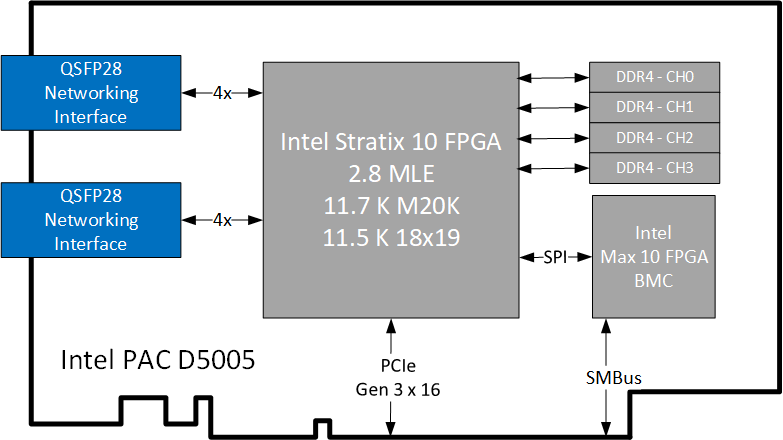 QSFP28
Networking
Interface
4x
QSFP28
Networking
Interface
4x
Intel Stratix 10 FPGA
2.8 MLE
11.7 K M20K
11.5 K 18x19
DDR4 - CH0
DDR4 - CH1
DDR4 - CH2
DDR4 - CH3
SPI
Intel
Max 10 FPGA
BMC
Intel PAC D5005
PCIe
Gen 3 x 16
SMBus